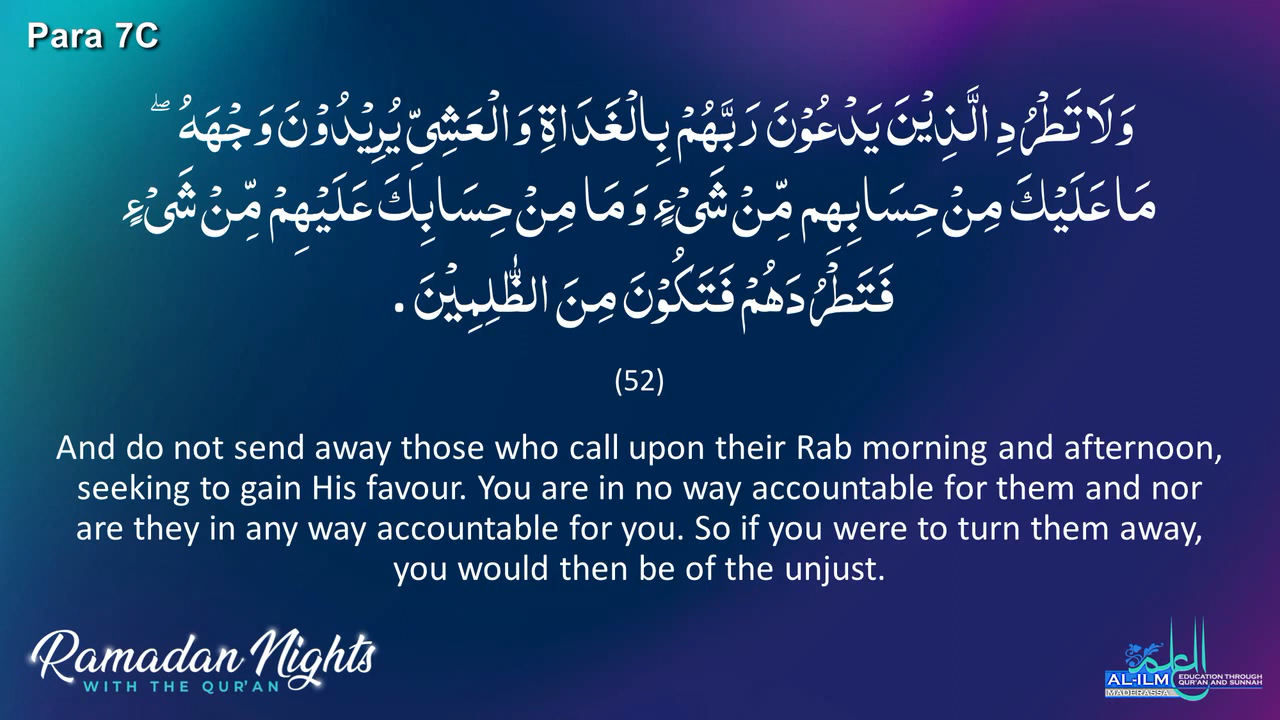 Para 7C
وَلَا تَطْرُدِ الَّذِيْنَ يَدْعُوْنَ رَبَّهُمْ بِالْغَدَاةِ وَالْعَشِيِّ يُرِيْدُوْنَ وَجْهَهُ ۖ
مَا عَلَيْكَ مِنْ حِسَابِهِم مِّنْ شَىْءٍ وَمَا مِنْ حِسَابِكَ عَلَيْهِمْ مِّنْ شَىْءٍ
فَتَطْرُدَهُمْ فَتَكُوْنَ مِنَ الظّٰلِمِيْنَ .
(52)
And do not send away those who call upon their Rab morning and afternoon,
seeking to gain His favour. You are in no way accountable for them and nor
are they in any way accountable for you. So if you were to turn them away,
you would then be of the unjust.
Ramadan Nights
WITH THE QUR'AN
العلم
AL-ILM
MADERASSA
EDUCATION THROUGH
QUR'AN AND SUNNAH